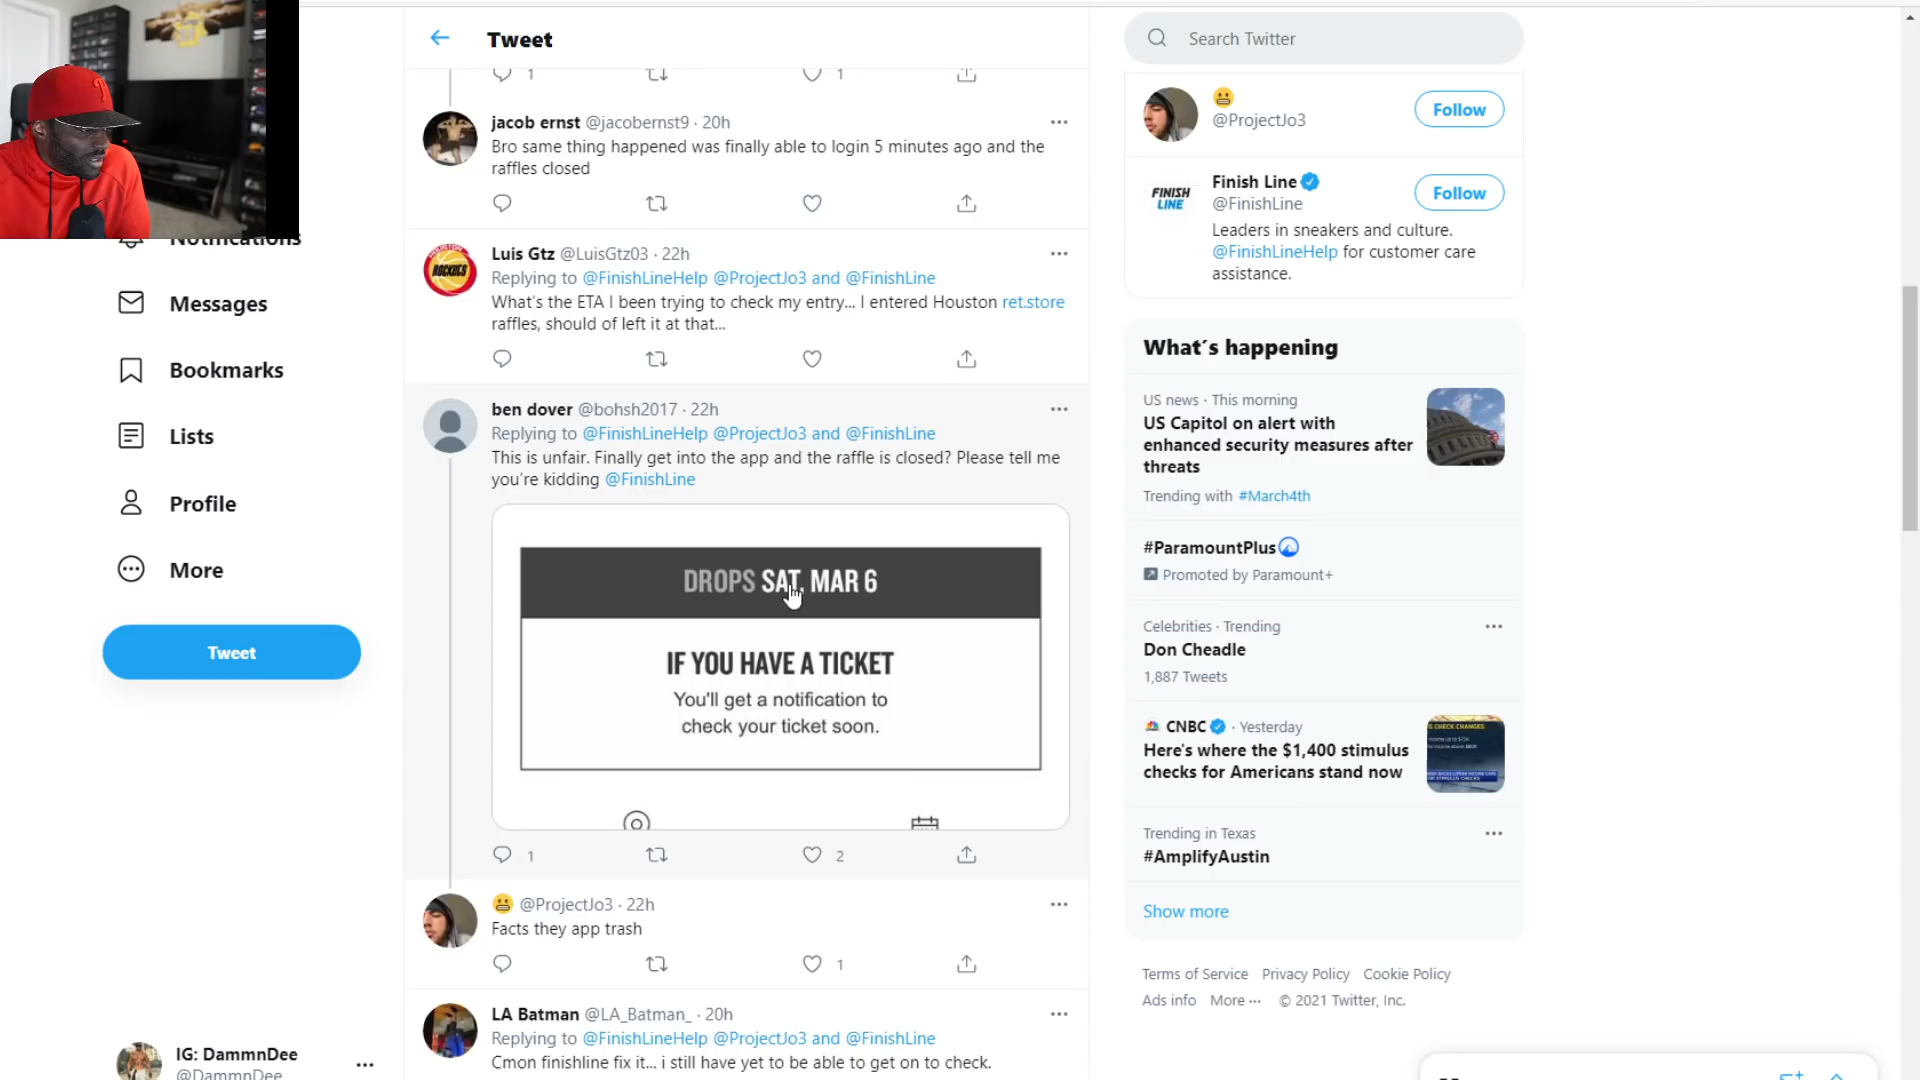 Tweet
Search Twitter
1
1
jacob ernst @jacobernst9 · 20h
Bro same thing happened was finally able to login 5 minutes ago and the
raffles closed
Luis Gtz @LuisGtz03 · 22h
Replying to @FinishLineHelp @ProjectJo3 and @FinishLine
What's the ETA I been trying to check my entry... I entered Houston ret.store
raffles, should of left it at that...
ben dover @bohsh2017 · 22h
Replying to @FinishLineHelp @ProjectJo3 and @FinishLine
This is unfair. Finally get into the app and the raffle is closed? Please tell me
you're kidding @FinishLine
DROPS SAT, MAR 6
IF YOU HAVE A TICKET
You'll get a notification to
check your ticket soon.
1
2
😬 @ProjectJo3 · 22h
Facts they app trash
1
LA Batman @LA_Batman_ · 20h
Replying to @FinishLineHelp @ProjectJo3 and @FinishLine
Cmon finishline fix it... i still have yet to be able to get on to check.
Notifications
Messages
Bookmarks
Lists
Profile
More
Tweet
IG: DammnDee
@DammnDee
😬
@ProjectJo3
Follow
FINISH
LINE
Finish Line
@FinishLine
Follow
Leaders in sneakers and culture.
@FinishLineHelp for customer care
assistance.
What's happening
US news · This morning
US Capitol on alert with
enhanced security measures after
threats
Trending with #March4th
#ParamountPlus
Promoted by Paramount+
Celebrities · Trending
Don Cheadle
1,887 Tweets
CNBC · Yesterday
Here's where the $1,400 stimulus
checks for Americans stand now
Trending in Texas
#AmplifyAustin
Show more
Terms of Service Privacy Policy Cookie Policy
Ads info More ··· © 2021 Twitter, Inc.
ROCKETS